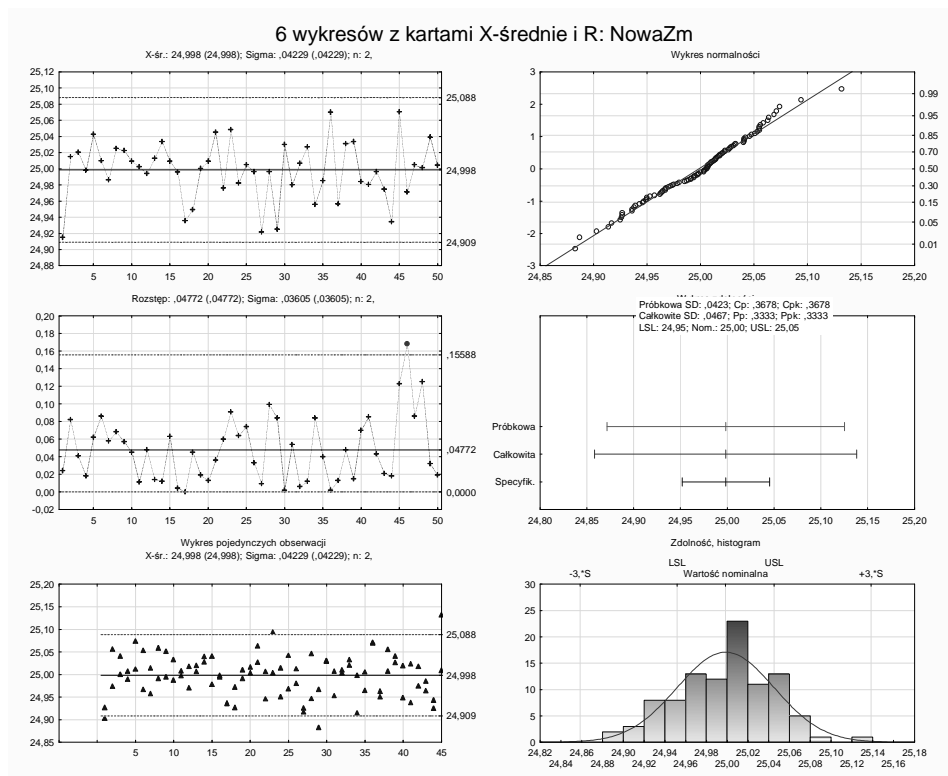 6 wykresów z kartami X-średnie i R: NowaZm
X-śr.: 24,998 (24,998); Sigma: ,04229 (,04229); n: 2,
25,12
25,10
25,08
25,06
25,04
25,02
25,00
24,98
24,96
24,94
24,92
24,90
24,88
25,088
24,998
24,909
5 10 15 20 25 30 35 40 45 50
Wykres normalności
3
2
1
0
-1
-2
-3
0.99
0.95
0.85
0.70
0.50
0.30
0.15
0.05
0.01
24,85 24,90 24,95 25,00 25,05 25,10 25,15 25,20
Rozstęp: ,04772 (,04772); Sigma: ,03605 (,03605); n: 2,
0,20
0,18
0,16
0,14
0,12
0,10
0,08
0,06
0,04
0,02
0,00
-0,02
,15588
,04772
0,0000
5 10 15 20 25 30 35 40 45 50
Próbkowa SD: ,0423; Cp: ,3678; Cpk: ,3678
Całkowite SD: ,0467; Pp: ,3333; Ppk: ,3333
LSL: 24,95; Nom.: 25,00; USL: 25,05
Próbkowa
Całkowita
Specyfik.
24,80 24,85 24,90 24,95 25,00 25,05 25,10 25,15 25,20
Wykres pojedynczych obserwacji
X-śr.: 24,998 (24,998); Sigma: ,04229 (,04229); n: 2,
25,20
25,15
25,10
25,05
25,00
24,95
24,90
24,85
25,088
24,998
24,909
5 10 15 20 25 30 35 40 45
Zdolność, histogram
LSL USL
-3,*S Wartość nominalna +3,*S
30
25
20
15
10
5
0
24,82 24,86 24,90 24,94 24,98 25,02 25,06 25,10 25,14 25,18
24,84 24,88 24,92 24,96 25,00 25,04 25,08 25,12 25,16